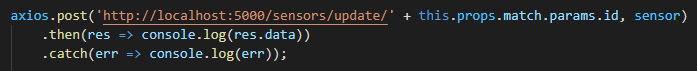 axios.post('http://localhost:5000/sensors/update/' + this.props.match.params.id, sensor)
.then(res => console.log(res.data))
.catch(err => console.log(err));